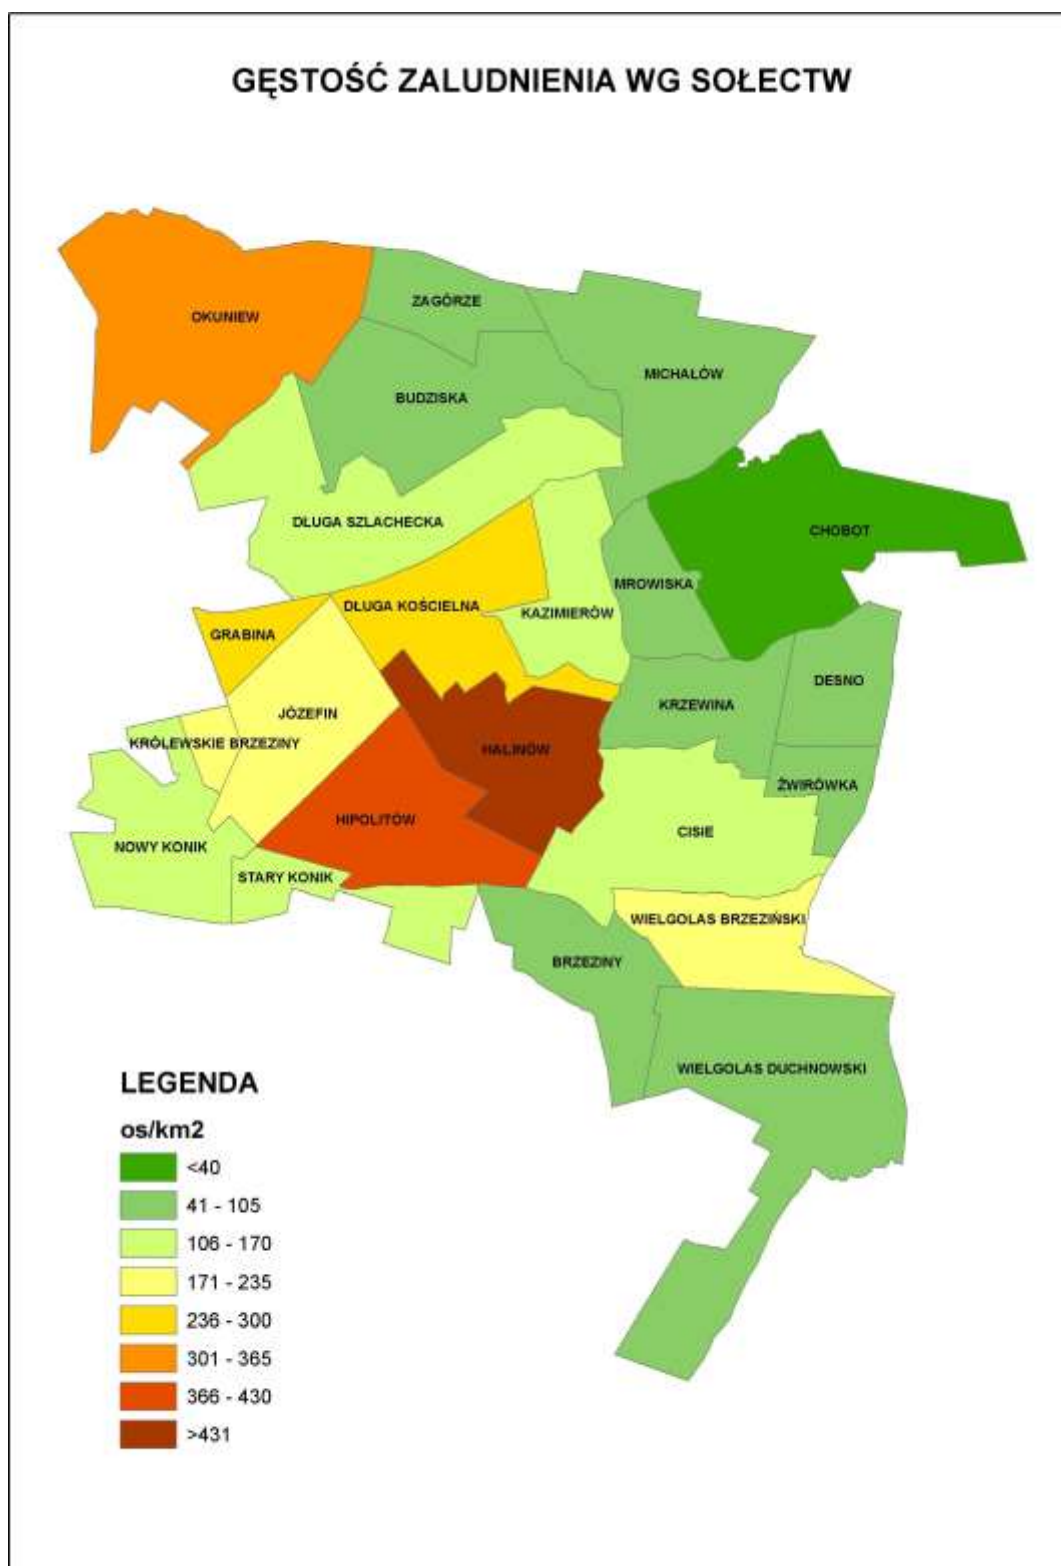 GĘSTOŚĆ ZALUDNIENIA WG SOŁECTW
ZAGÓRZE
OKUNIEW
MICHAŁÓW
BUDZISKA
DŁUGA SZLACHECKA
CHOBOT
MROWISKA
DŁUGA KOŚCIELNA
KAZIMIERÓW
GRABINA
DESNO
KRZEWINA
JÓZEFIN
KRÓLEWSKIE BRZEZINY
HALINÓW
ŻWIRÓWKA
HIPOLITÓW
CISIE
NOWY KONIK
STARY KONIK
WIELGOLAS BRZEZIŃSKI
BRZEZINY
WIELGOLAS DUCHNOWSKI
LEGENDA
os/km2
<40
41 - 105
106 - 170
171 - 235
236 - 300
301 - 365
366 - 430
>431